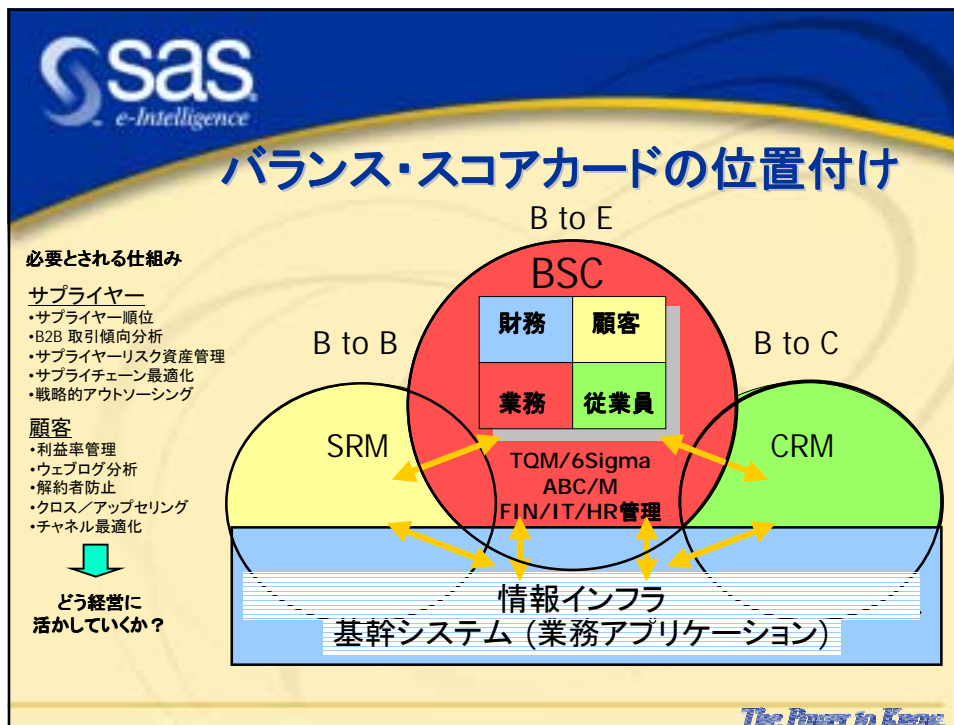 sas
e-Intelligence
バランス・スコアカードの位置付け
必要とされる仕組み
サプライヤー
・サプライヤー順位
・B2B 取引傾向分析
・サプライヤーリスク資産管理
・サプライチェーン最適化
・戦略的アウトソーシング
顧客
・利益率管理
・ウェブログ分析
・解約者防止
・クロス／アップセリング
・チャネル最適化
どう経営に
活かしていくか？
B to E
BSC
財務 顧客
業務 従業員
B to B
B to C
SRM
CRM
TQM/6Sigma
ABC/M
FIN/IT/HR管理
情報インフラ
基幹システム (業務アプリケーション)
The Power to Know